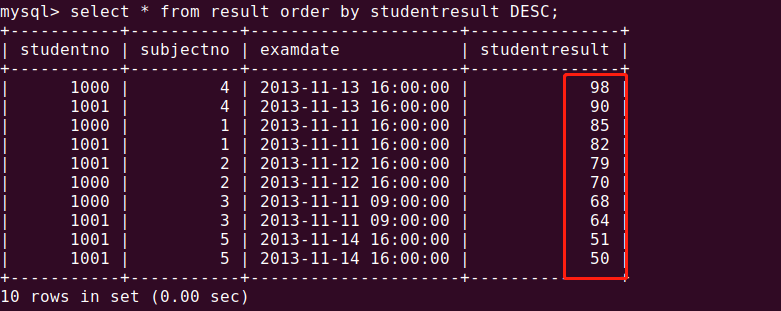 mysql> select * from result order by studentresult DESC;
+-----------+-----------+---------------------+---------------+
| studentno | subjectno | examdate            | studentresult |
+-----------+-----------+---------------------+---------------+
|      1000 |         4 | 2013-11-13 16:00:00 |            98 |
|      1001 |         4 | 2013-11-13 16:00:00 |            90 |
|      1000 |         1 | 2013-11-11 16:00:00 |            85 |
|      1001 |         1 | 2013-11-11 16:00:00 |            82 |
|      1001 |         2 | 2013-11-12 16:00:00 |            79 |
|      1000 |         2 | 2013-11-12 16:00:00 |            70 |
|      1000 |         3 | 2013-11-11 09:00:00 |            68 |
|      1001 |         3 | 2013-11-11 09:00:00 |            64 |
|      1001 |         5 | 2013-11-14 16:00:00 |            51 |
|      1001 |         5 | 2013-11-14 16:00:00 |            50 |
+-----------+-----------+---------------------+---------------+
10 rows in set (0.00 sec)